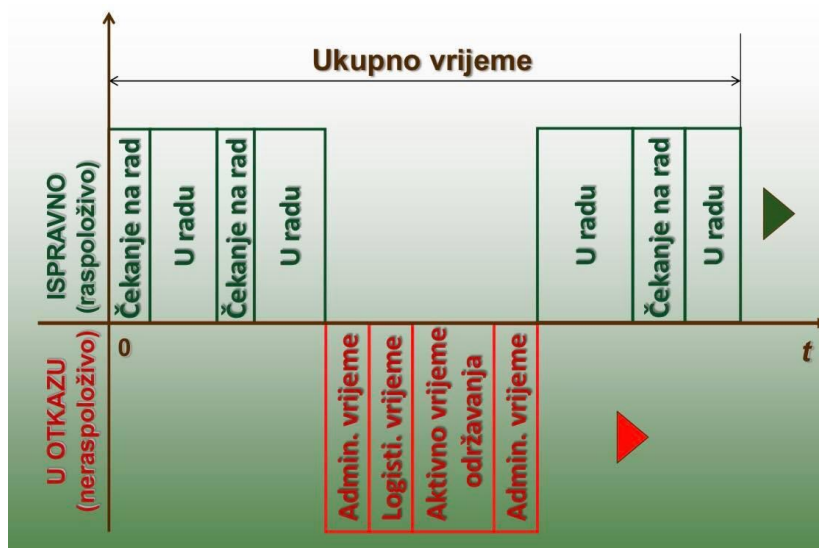 Ukupno vrijeme
ISPRAVNO
(raspoloživo)
Čekanje na rad
U radu
Čekanje na rad
U radu
U radu
Čekanje na rad
U radu
0
t
U OTKAZU
(neraspoloživo)
Admin. vrijeme
Logisti. vrijeme
Aktivno vrijeme
održavanja
Admin. vrijeme